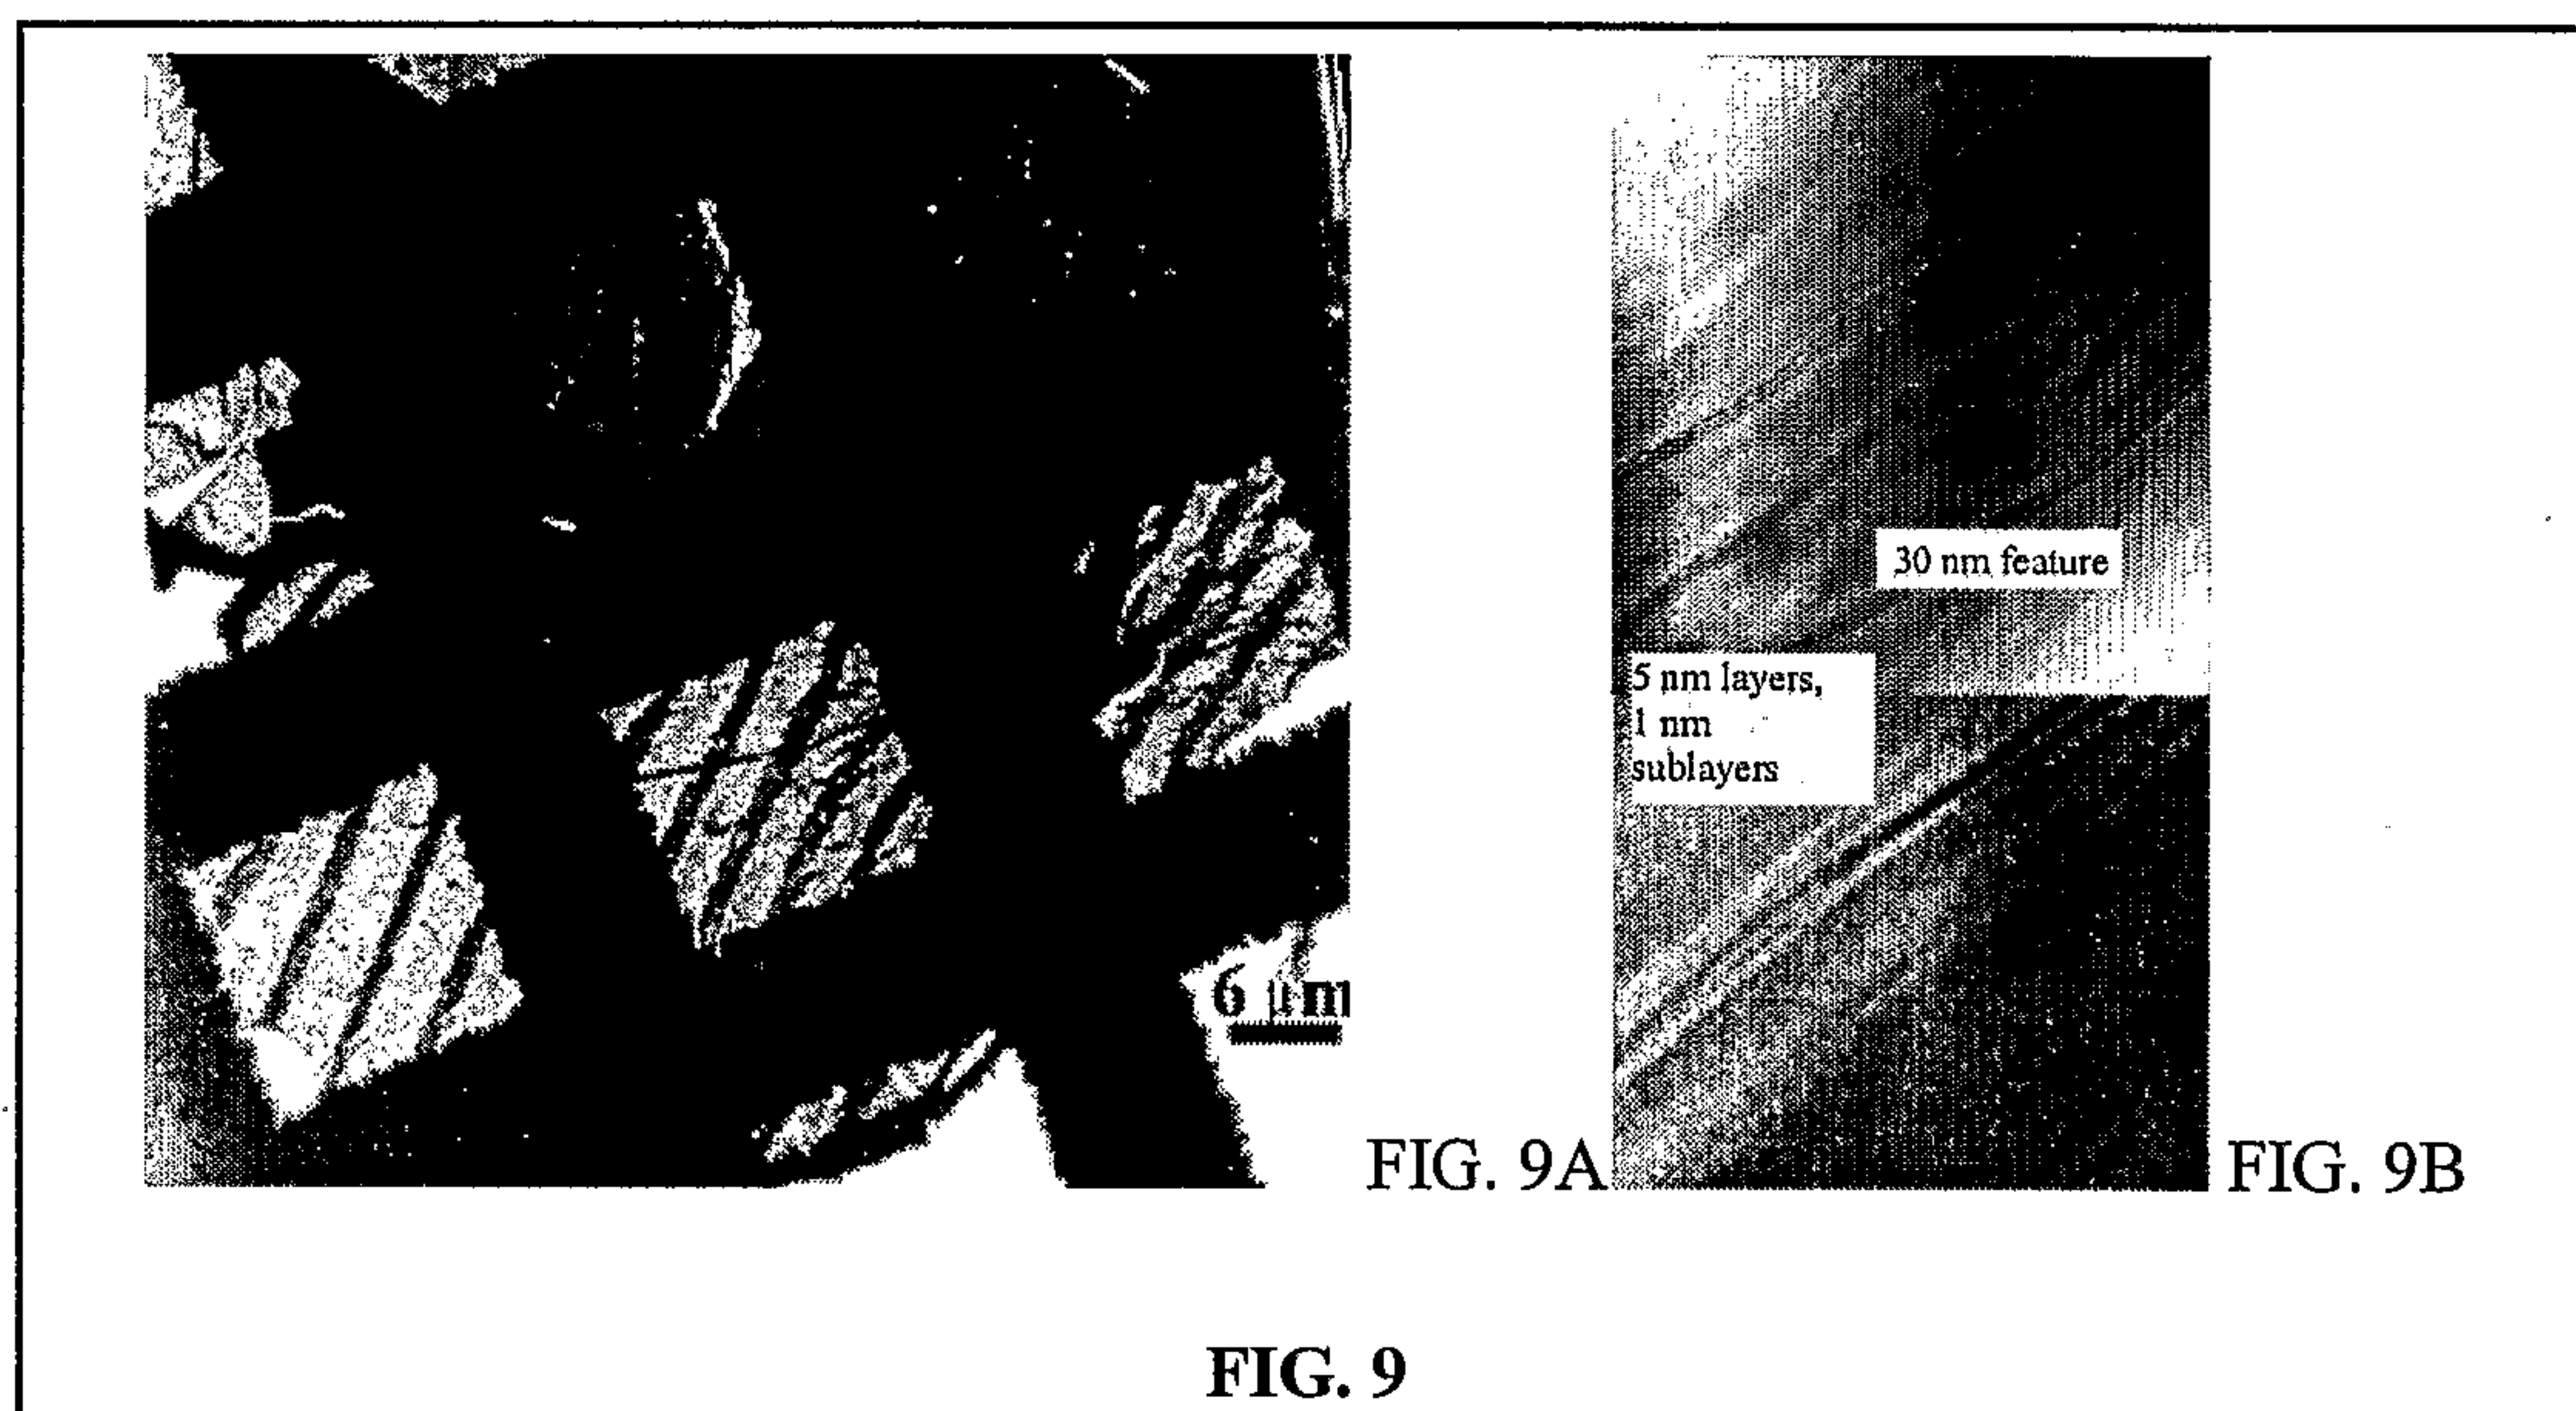 30 nm feature
5 nm layers,
1 nm
sublayers
6 μm
FIG. 9A
FIG. 9B
FIG. 9